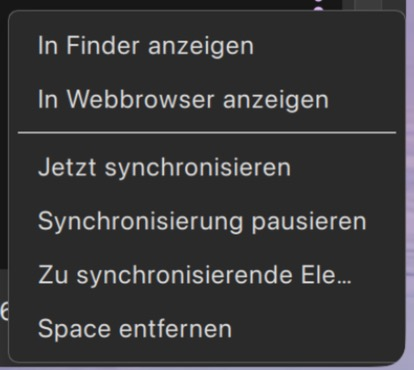 In Finder anzeigen
In Webbrowser anzeigen
Jetzt synchronisieren
Synchronisierung pausieren
Zu synchronisierende Ele...
Space entfernen